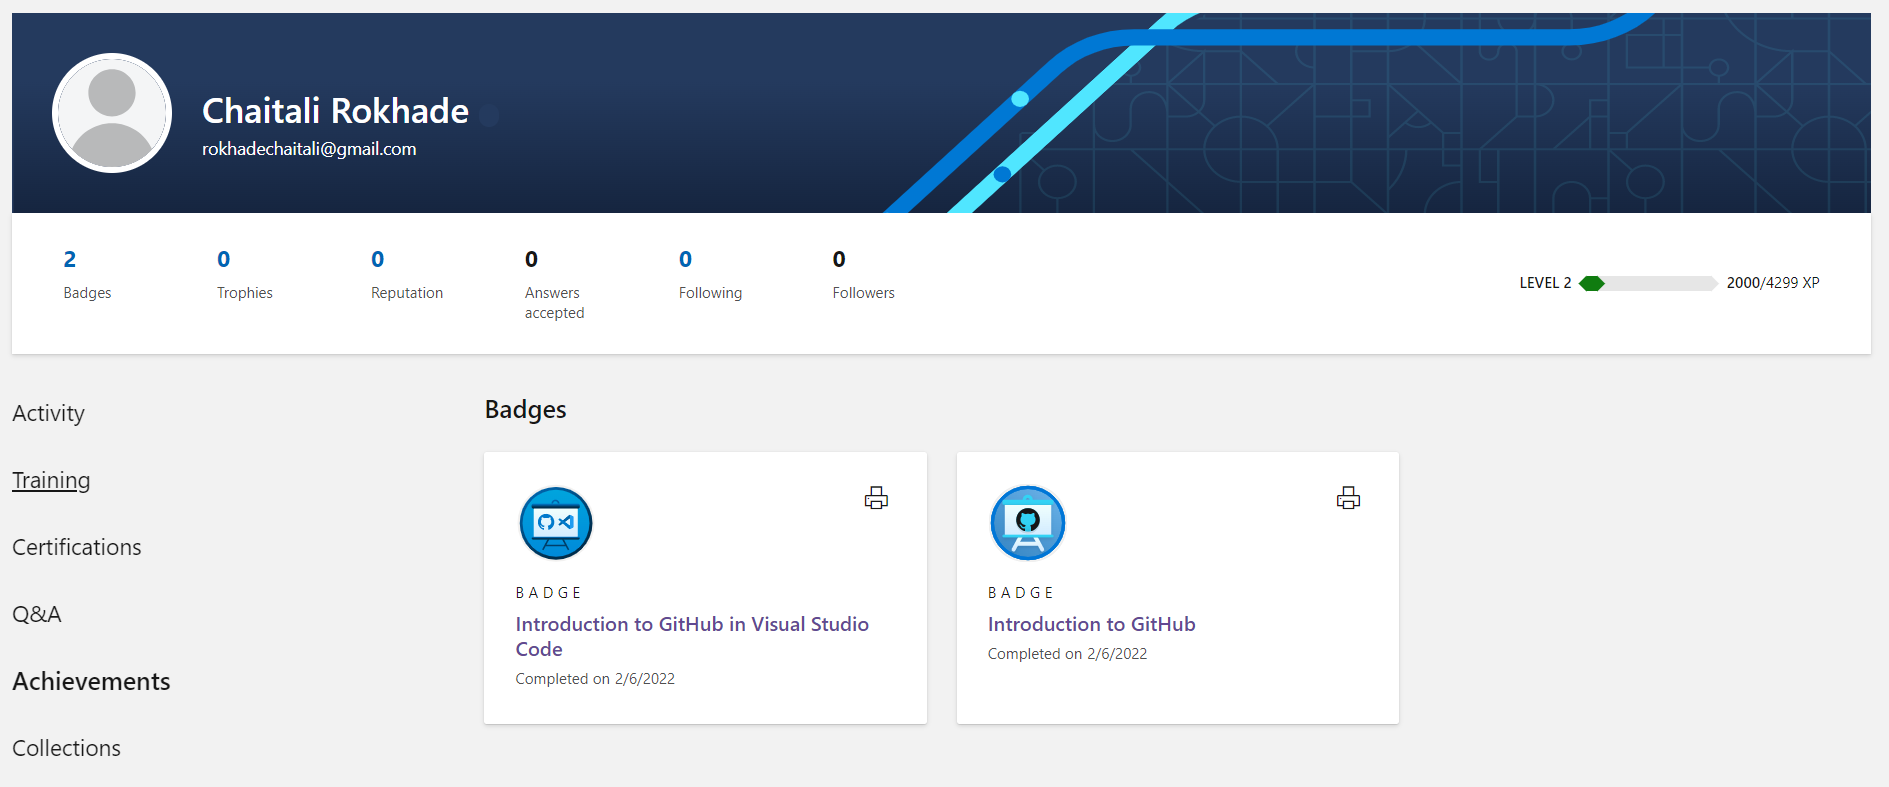 Chaitali Rokhade
rokhadechaitali@gmail.com
2
Badges
0
Trophies
0
Reputation
0
Answers
accepted
0
Following
0
Followers
LEVEL 2
2000/4299 XP
Activity
Training
Certifications
Q&A
Achievements
Collections
Badges
BADGE
Introduction to GitHub in Visual Studio
Code
Completed on 2/6/2022
BADGE
Introduction to GitHub
Completed on 2/6/2022